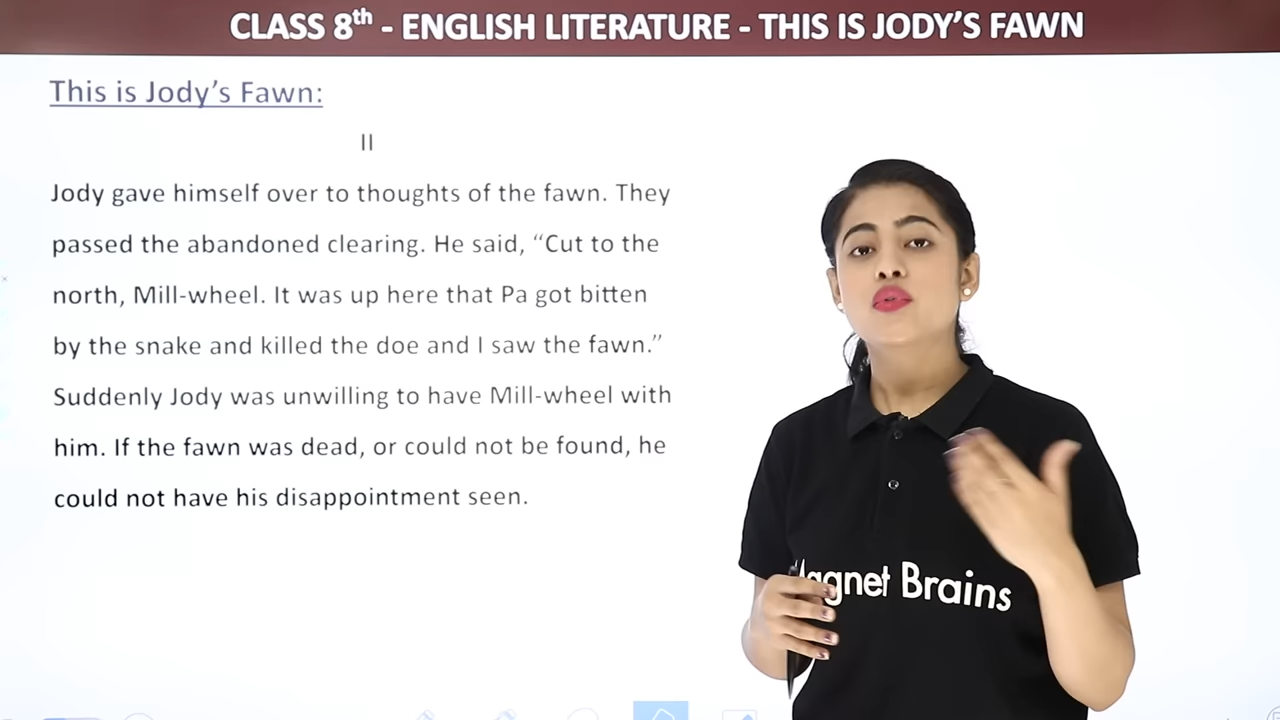 CLASS 8th - ENGLISH LITERATURE - THIS IS JODY’S FAWN
This is Jody’s Fawn:
II
Jody gave himself over to thoughts of the fawn. They
passed the abandoned clearing. He said, “Cut to the
north, Mill-wheel. It was up here that Pa got bitten
by the snake and killed the doe and I saw the fawn.”
Suddenly Jody was unwilling to have Mill-wheel with
him. If the fawn was dead, or could not be found, he
could not have his disappointment seen.
Magnet Brains